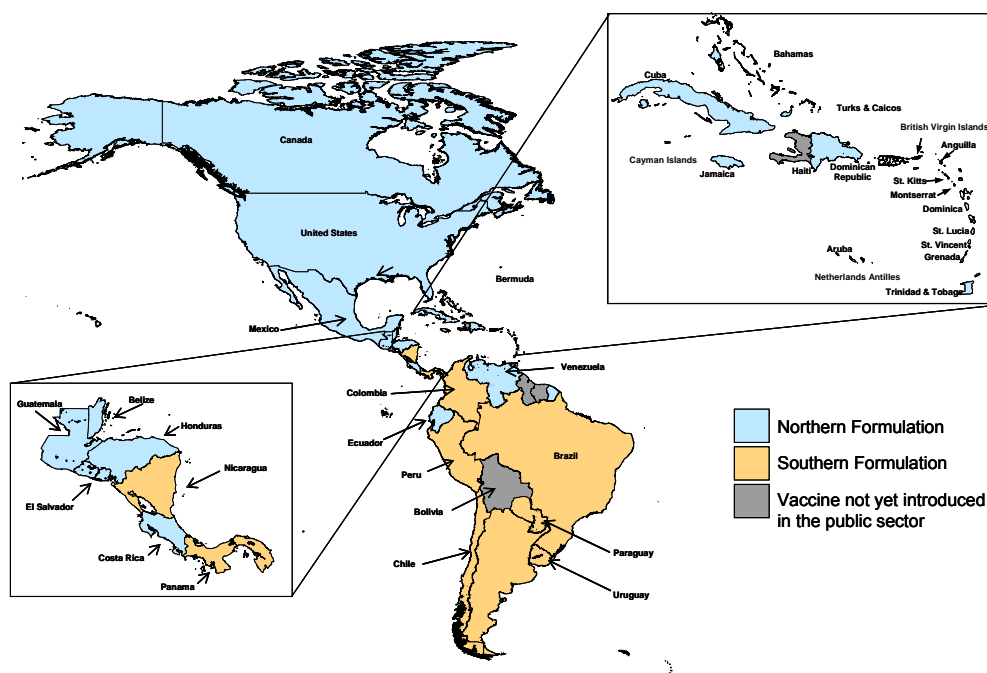 Canada
United States
Mexico
Bermuda
Venezuela
Colombia
Ecuador
Peru
Brazil
Bolivia
Chile
Paraguay
Uruguay
Bahamas
Cuba
Turks & Caicos
British Virgin Islands
Anguilla
Cayman Islands
Jamaica
Haiti
Dominican
Republic
St. Kitts
Montserrat
Dominica
St. Lucia
St. Vincent
Grenada
Aruba
Netherlands Antilles
Trinidad & Tobago
Guatemala
Belize
Honduras
Nicaragua
El Salvador
Costa Rica
Panama
Northern Formulation
Southern Formulation
Vaccine not yet introduced
in the public sector